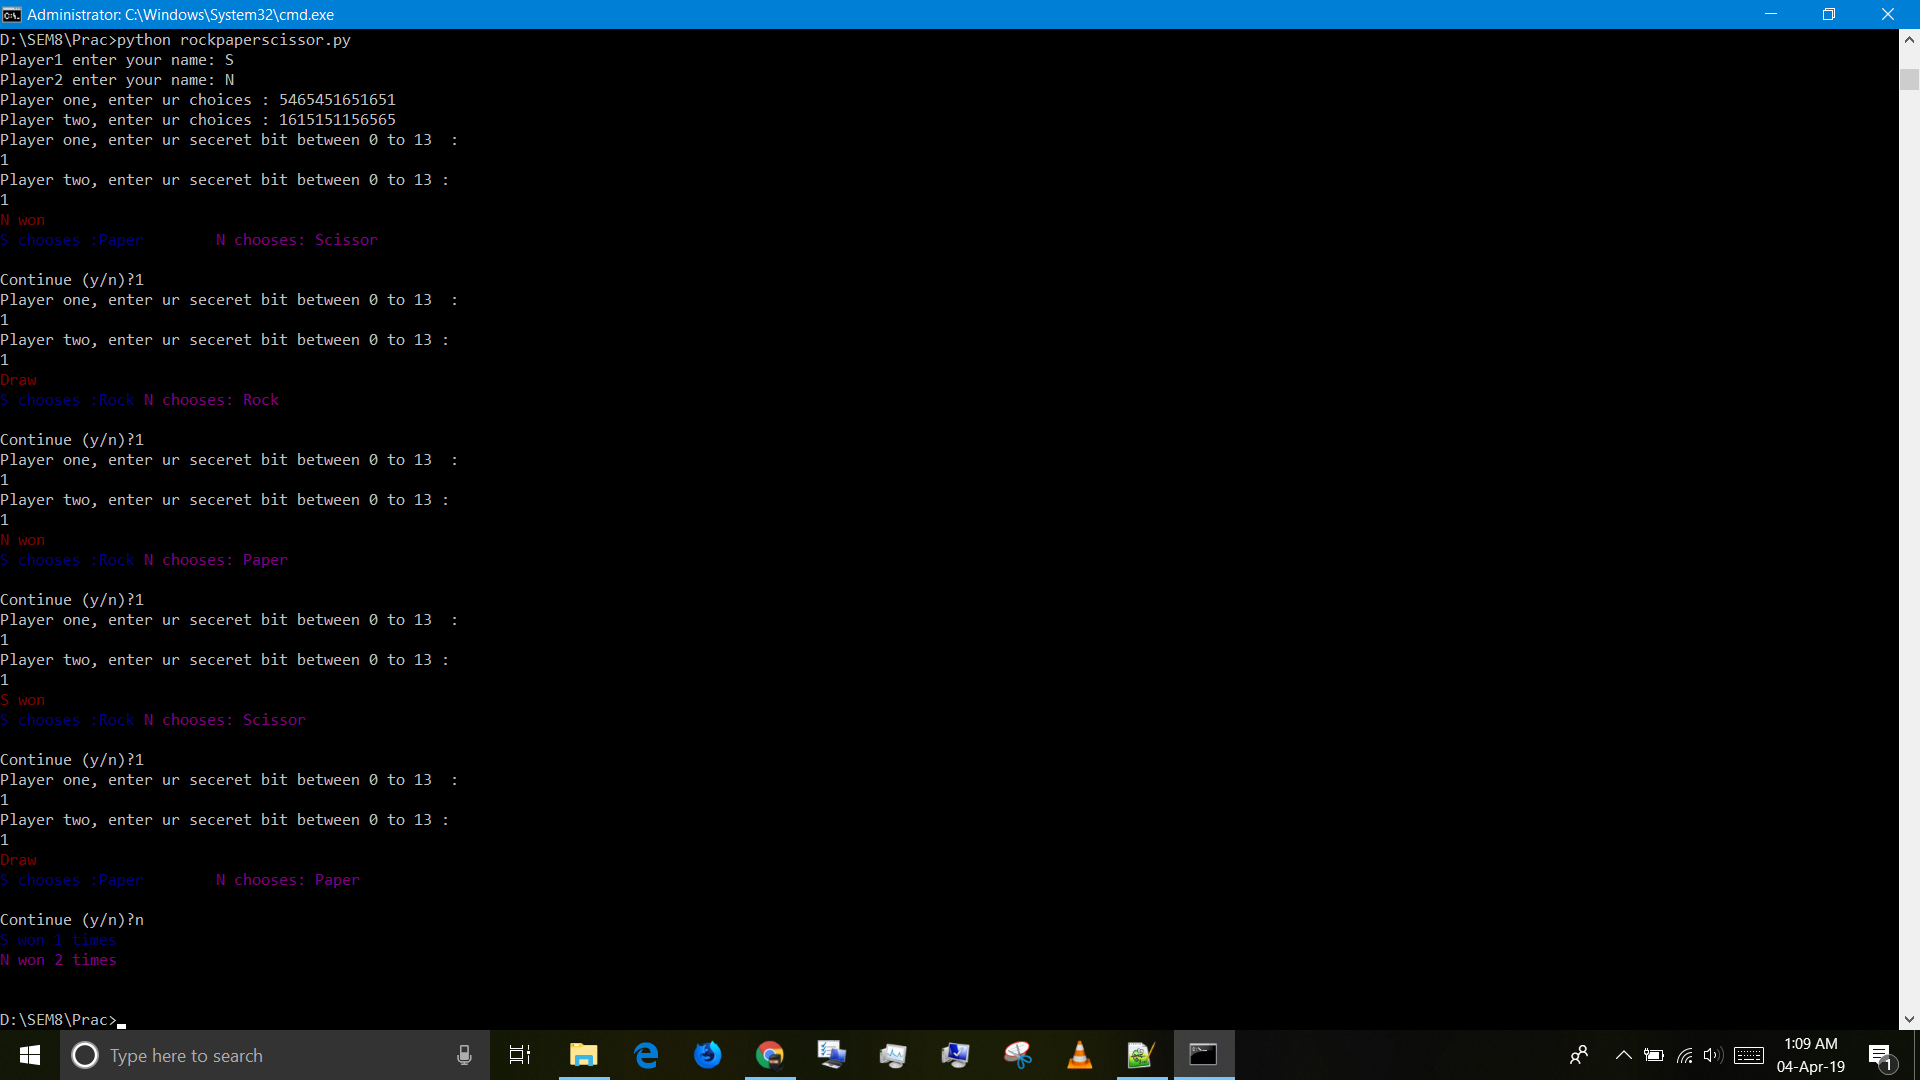 Administrator: C:\Windows\System32\cmd.exe
D:\SEM8\Prac>python rockpaperscissor.py
Player1 enter your name: S
Player2 enter your name: N
Player one, enter ur choices : 5465451651651
Player two, enter ur choices : 1615151156565
Player one, enter ur seceret bit between 0 to 13  :
1
Player two, enter ur seceret bit between 0 to 13 :
1
N won
S chooses :Paper        N chooses: Scissor
Continue (y/n)?1
Player one, enter ur seceret bit between 0 to 13  :
1
Player two, enter ur seceret bit between 0 to 13 :
1
Draw
S chooses :Rock N chooses: Rock
Continue (y/n)?1
Player one, enter ur seceret bit between 0 to 13  :
1
Player two, enter ur seceret bit between 0 to 13 :
1
N won
S chooses :Rock N chooses: Paper
Continue (y/n)?1
Player one, enter ur seceret bit between 0 to 13  :
1
Player two, enter ur seceret bit between 0 to 13 :
1
S won
S chooses :Rock N chooses: Scissor
Continue (y/n)?1
Player one, enter ur seceret bit between 0 to 13  :
1
Player two, enter ur seceret bit between 0 to 13 :
1
Draw
S chooses :Paper        N chooses: Paper
Continue (y/n)?n
S won 1 times
N won 2 times
D:\SEM8\Prac>
Type here to search
1:09 AM
04-Apr-19
1